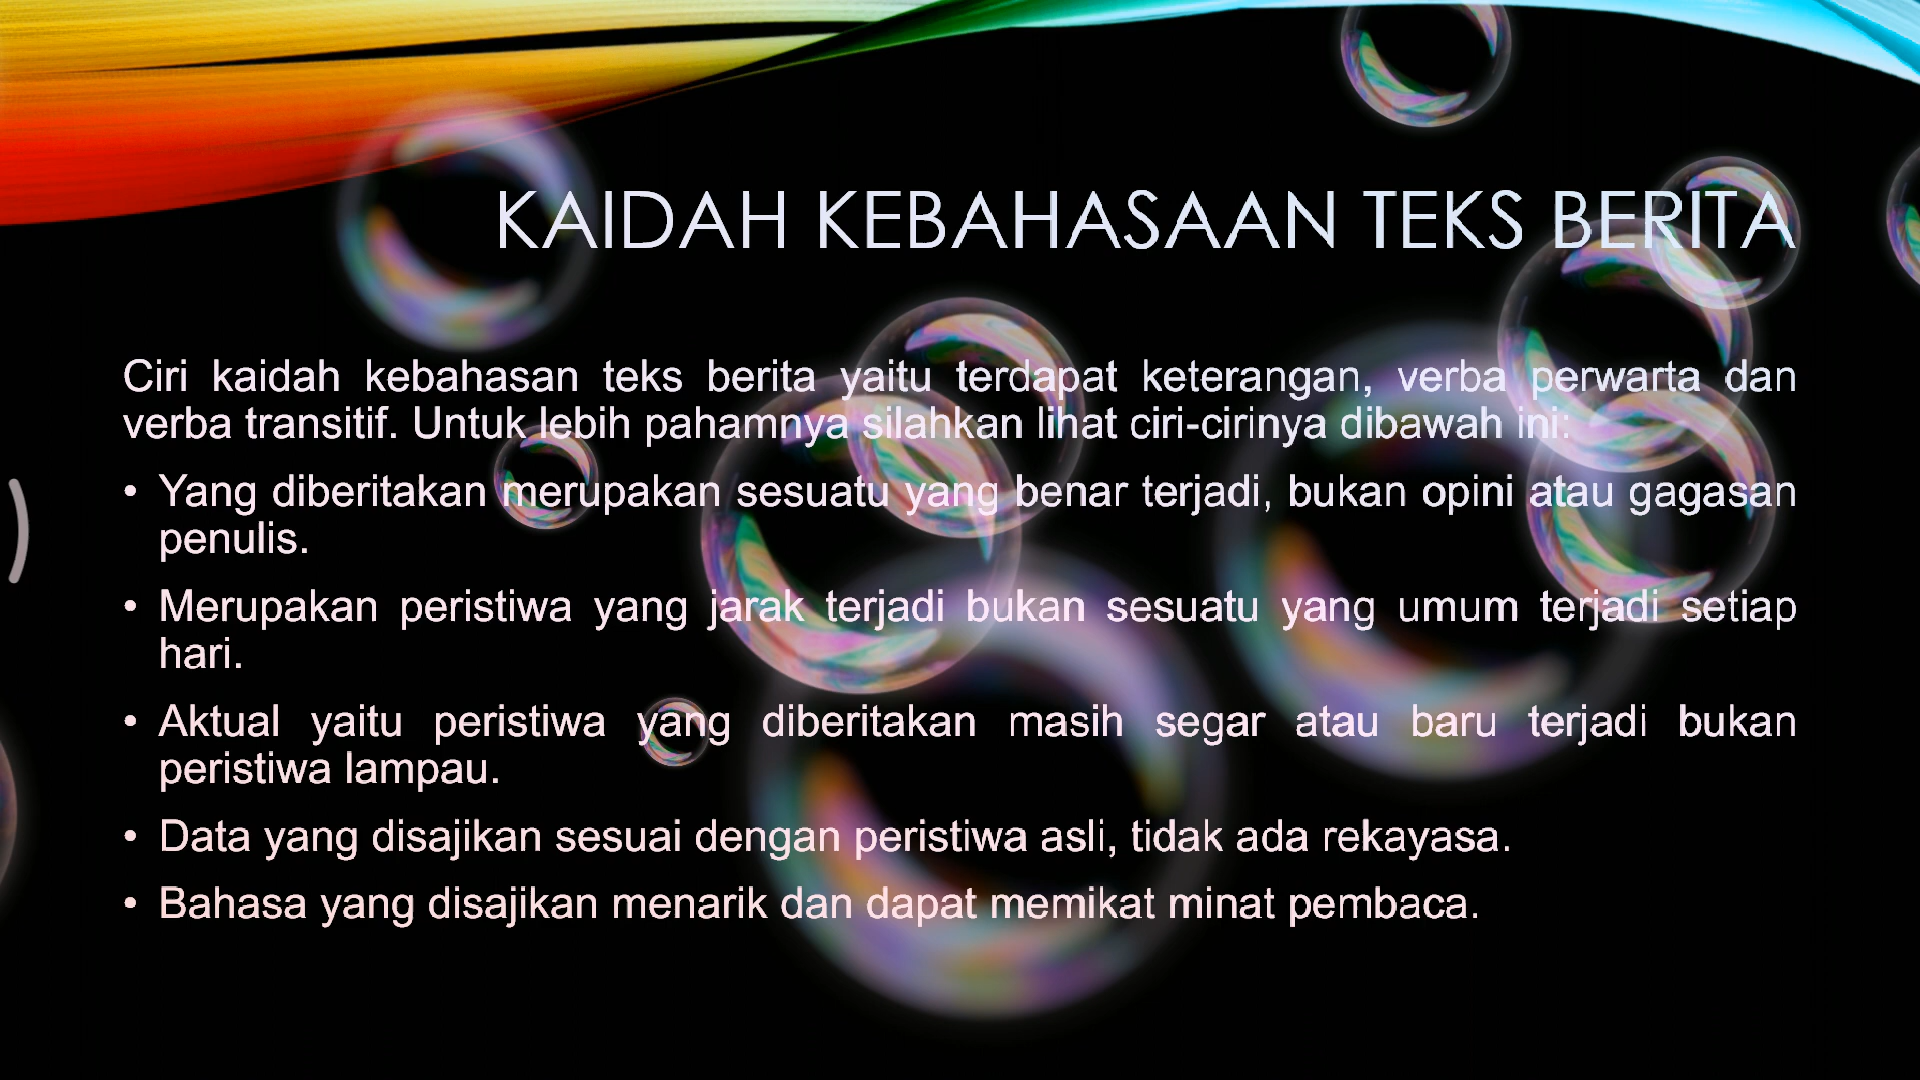 KAIDAH KEBAHASAAN TEKS BERITA
Ciri kaidah kebahasan teks berita yaitu terdapat keterangan, verba perwarta dan
verba transitif. Untuk lebih pahamnya silahkan lihat ciri-cirinya dibawah ini:
• Yang diberitakan merupakan sesuatu yang benar terjadi, bukan opini atau gagasan
penulis.
• Merupakan peristiwa yang jarak terjadi bukan sesuatu yang umum terjadi setiap
hari.
• Aktual yaitu peristiwa yang diberitakan masih segar atau baru terjadi bukan
peristiwa lampau.
• Data yang disajikan sesuai dengan peristiwa asli, tidak ada rekayasa.
• Bahasa yang disajikan menarik dan dapat memikat minat pembaca.